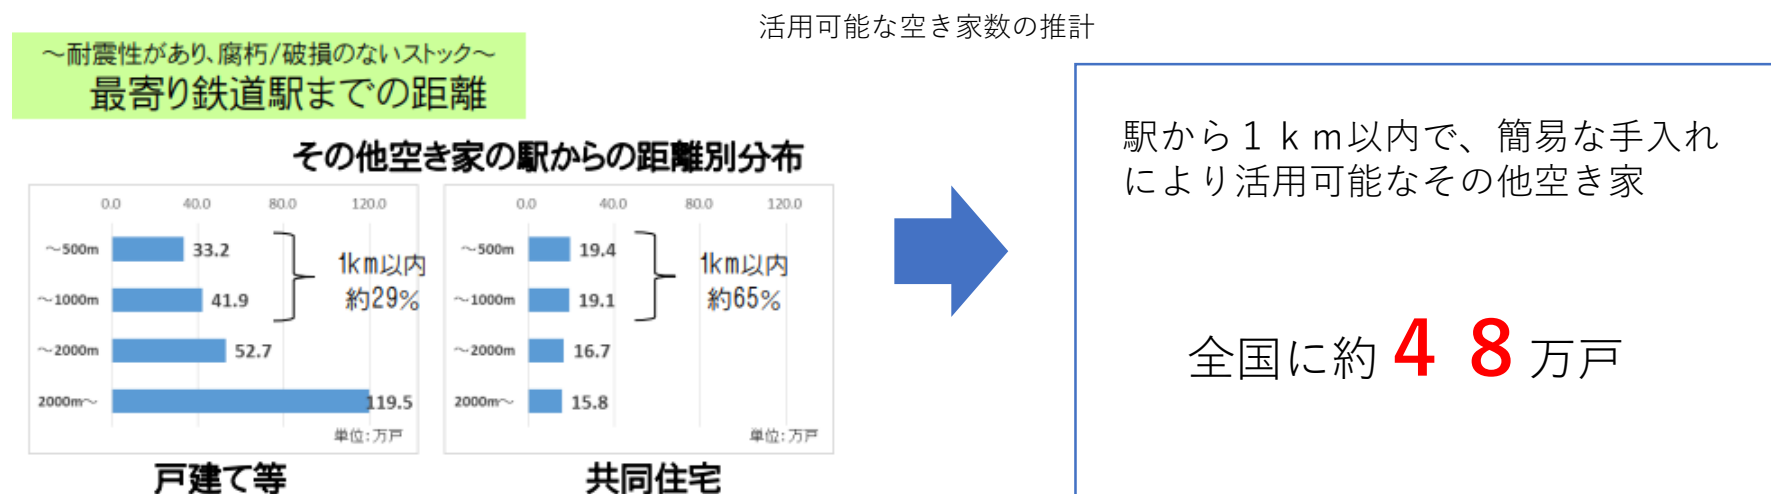 活用可能な空き家数の推計
～耐震性があり、腐朽/破損のないストック～
最寄り鉄道駅までの距離
その他空き家の駅からの距離別分布
0.0 40.0 80.0 120.0
～500m 33.2
～1000m 41.9
～2000m 52.7
2000m～ 119.5
1km以内
約29%
単位:万戸
戸建て等
0.0 40.0 80.0 120.0
～500m 19.4
～1000m 19.1
～2000m 16.7
2000m～ 15.8
1km以内
約65%
単位:万戸
共同住宅
駅から１ｋｍ以内で、簡易な手入れ
により活用可能なその他空き家
全国に約４８万戸